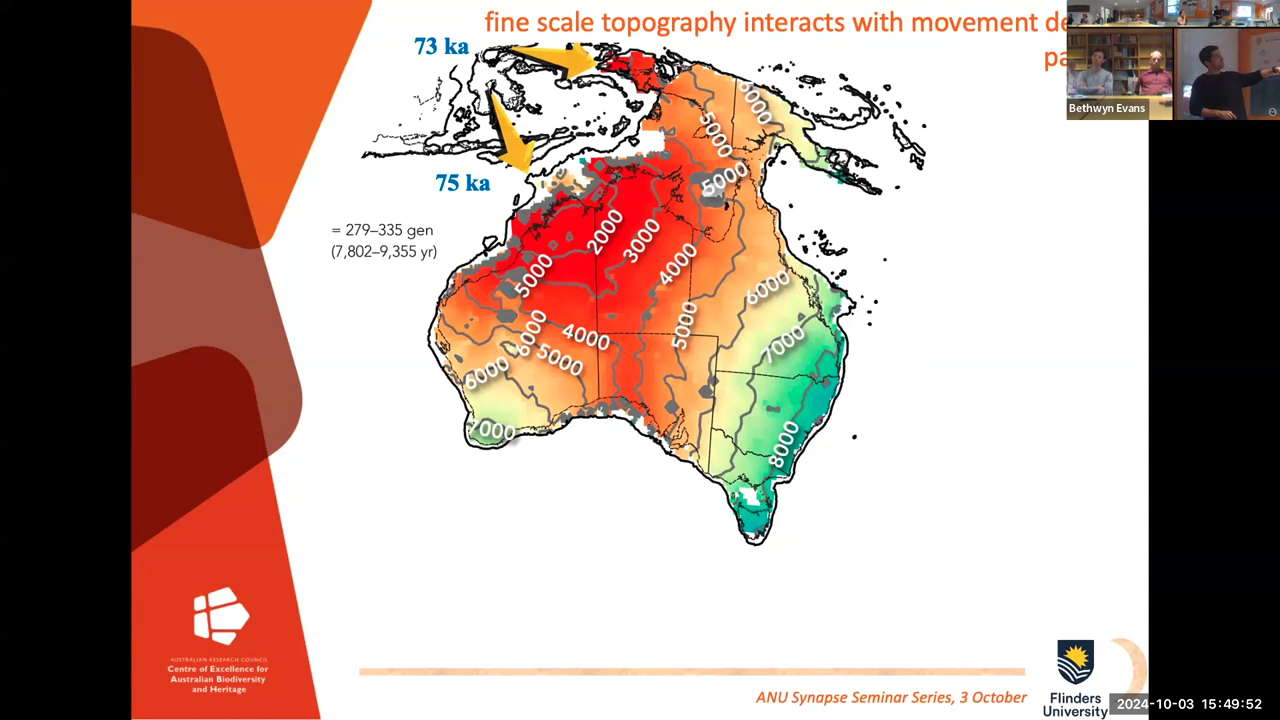 fine scale topography interacts with movement de
pa
73 ka
75 ka
= 279–335 gen
(7,802–9,355 yr)
6000
5000
5000
2000
3000
4000
5000
6000
5000
7000
6000
4000
5000
6000
7000
8000
Bethwyn Evans
AUSTRALIAN RESEARCH COUNCIL
Centre of Excellence for
Australian Biodiversity
and Heritage
ANU Synapse Seminar Series, 3 October
Flinders
University
2024-10-03 15:49:52